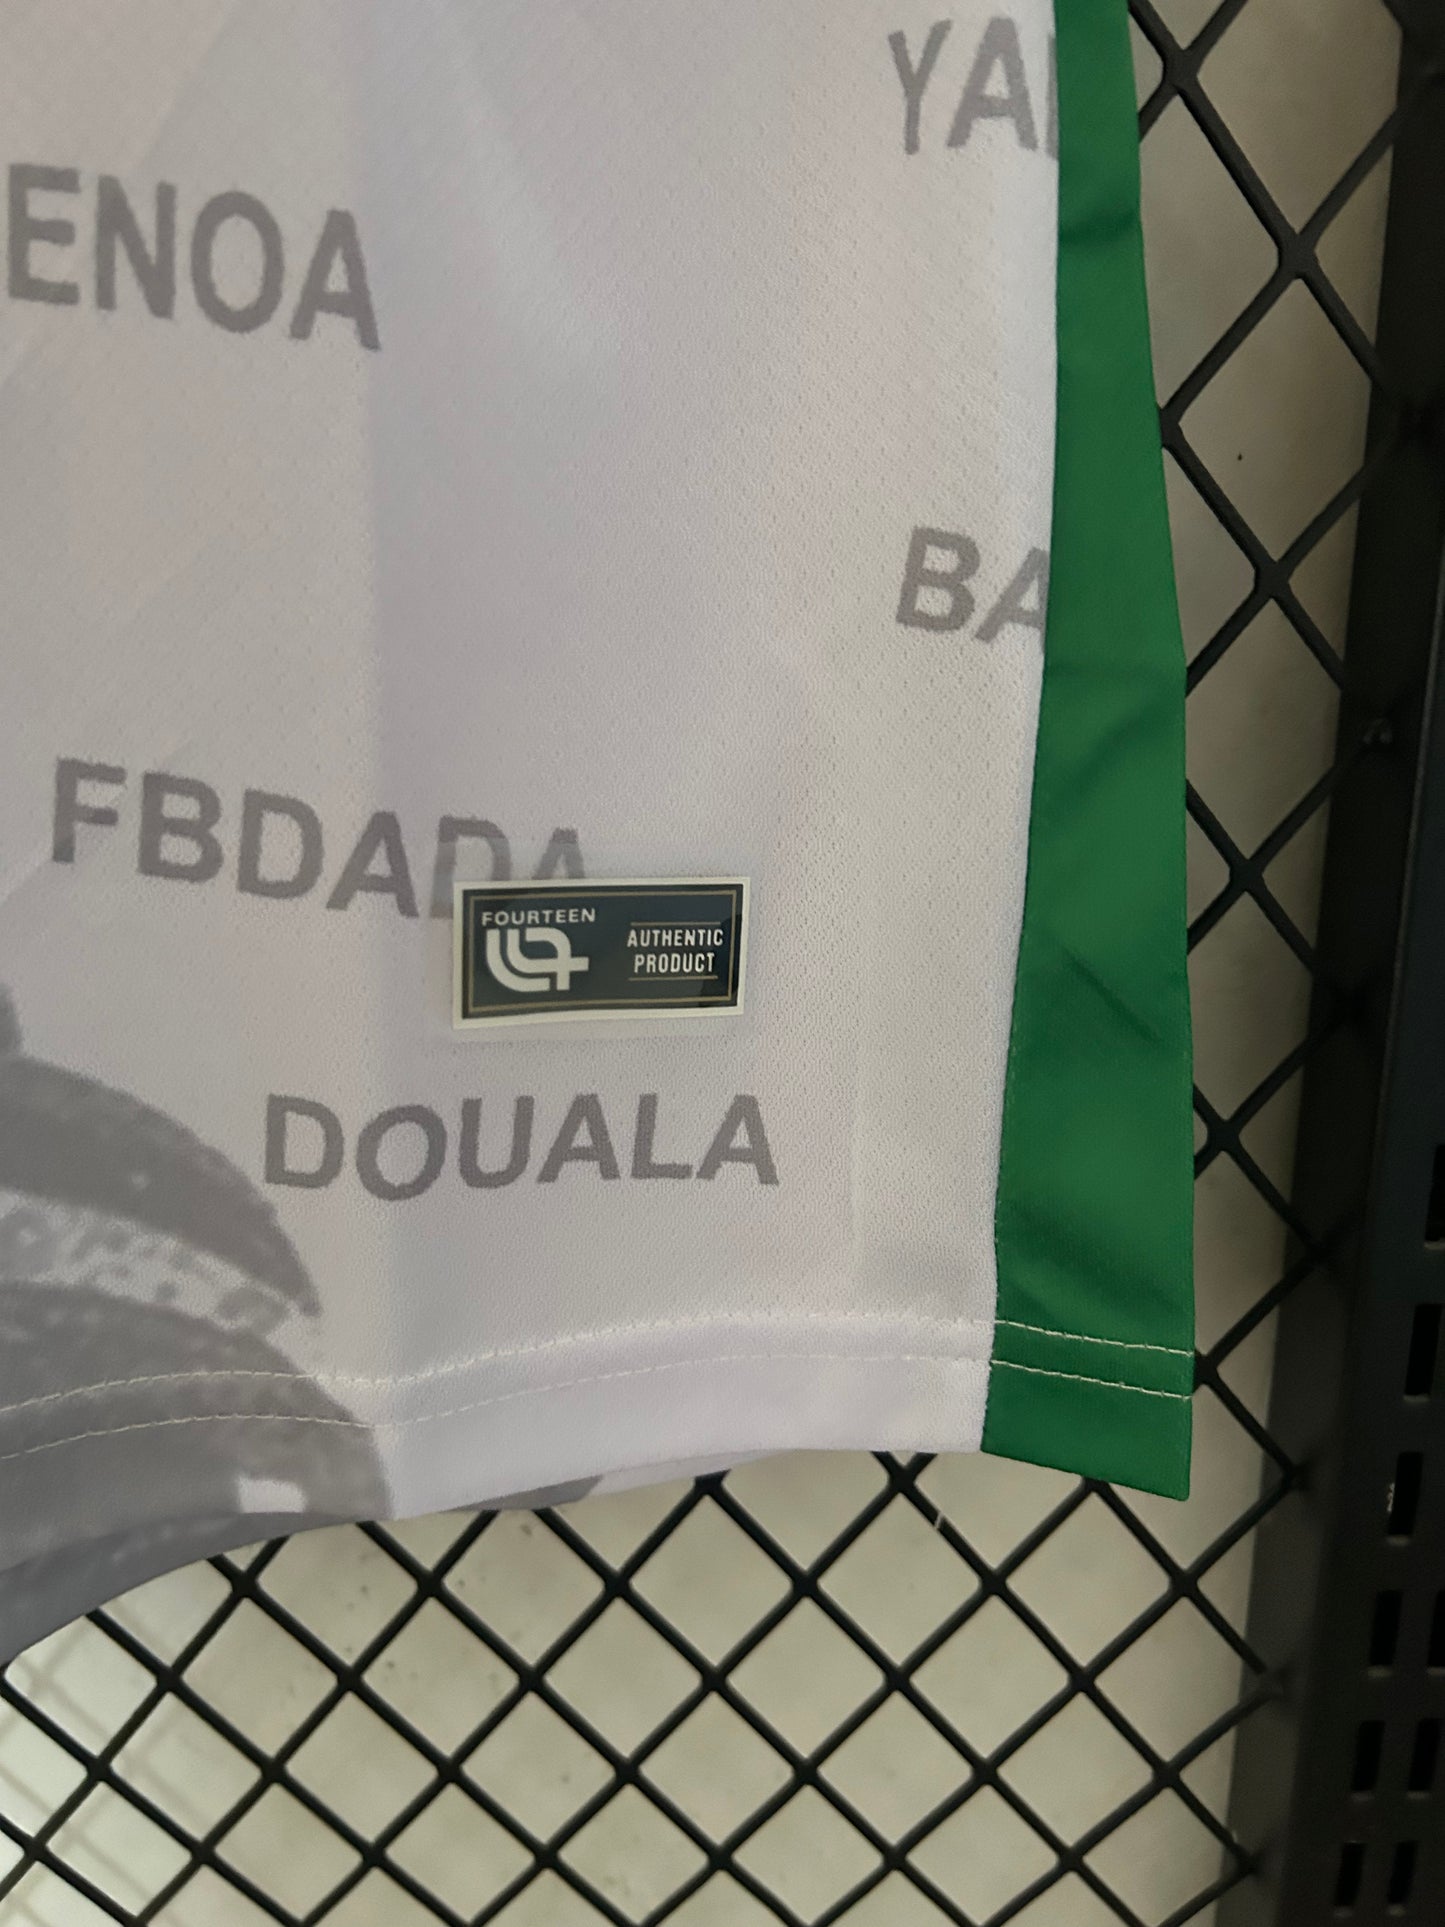 YA
ENOA
BA
FBDADA
FOURTEEN
AUTHENTIC
PRODUCT
DOUALA